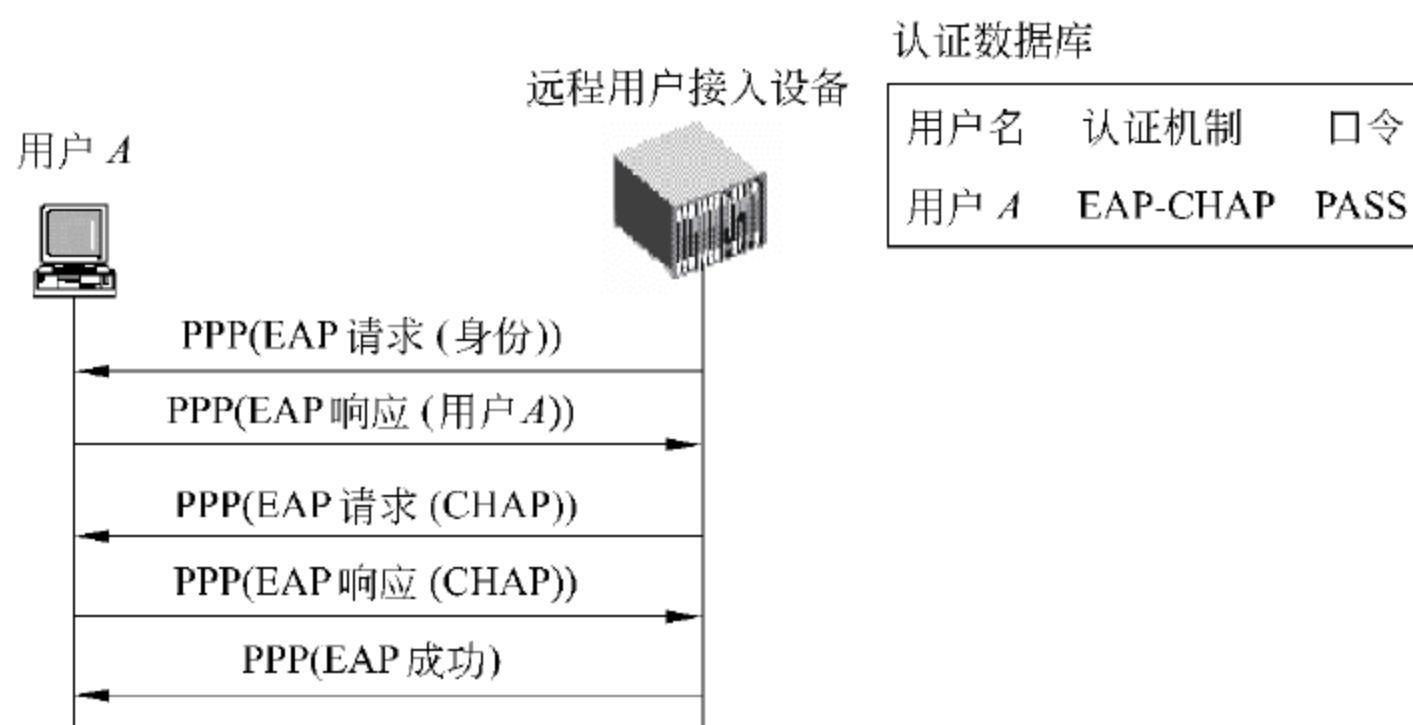 认证数据库
远程用户接入设备
用户名 认证机制 口令
用户 A EAP-CHAP PASS
用户 A
PPP(EAP 请求 (身份))
PPP(EAP 响应 (用户 A))
PPP(EAP 请求 (CHAP))
PPP(EAP 响应 (CHAP))
PPP(EAP 成功)